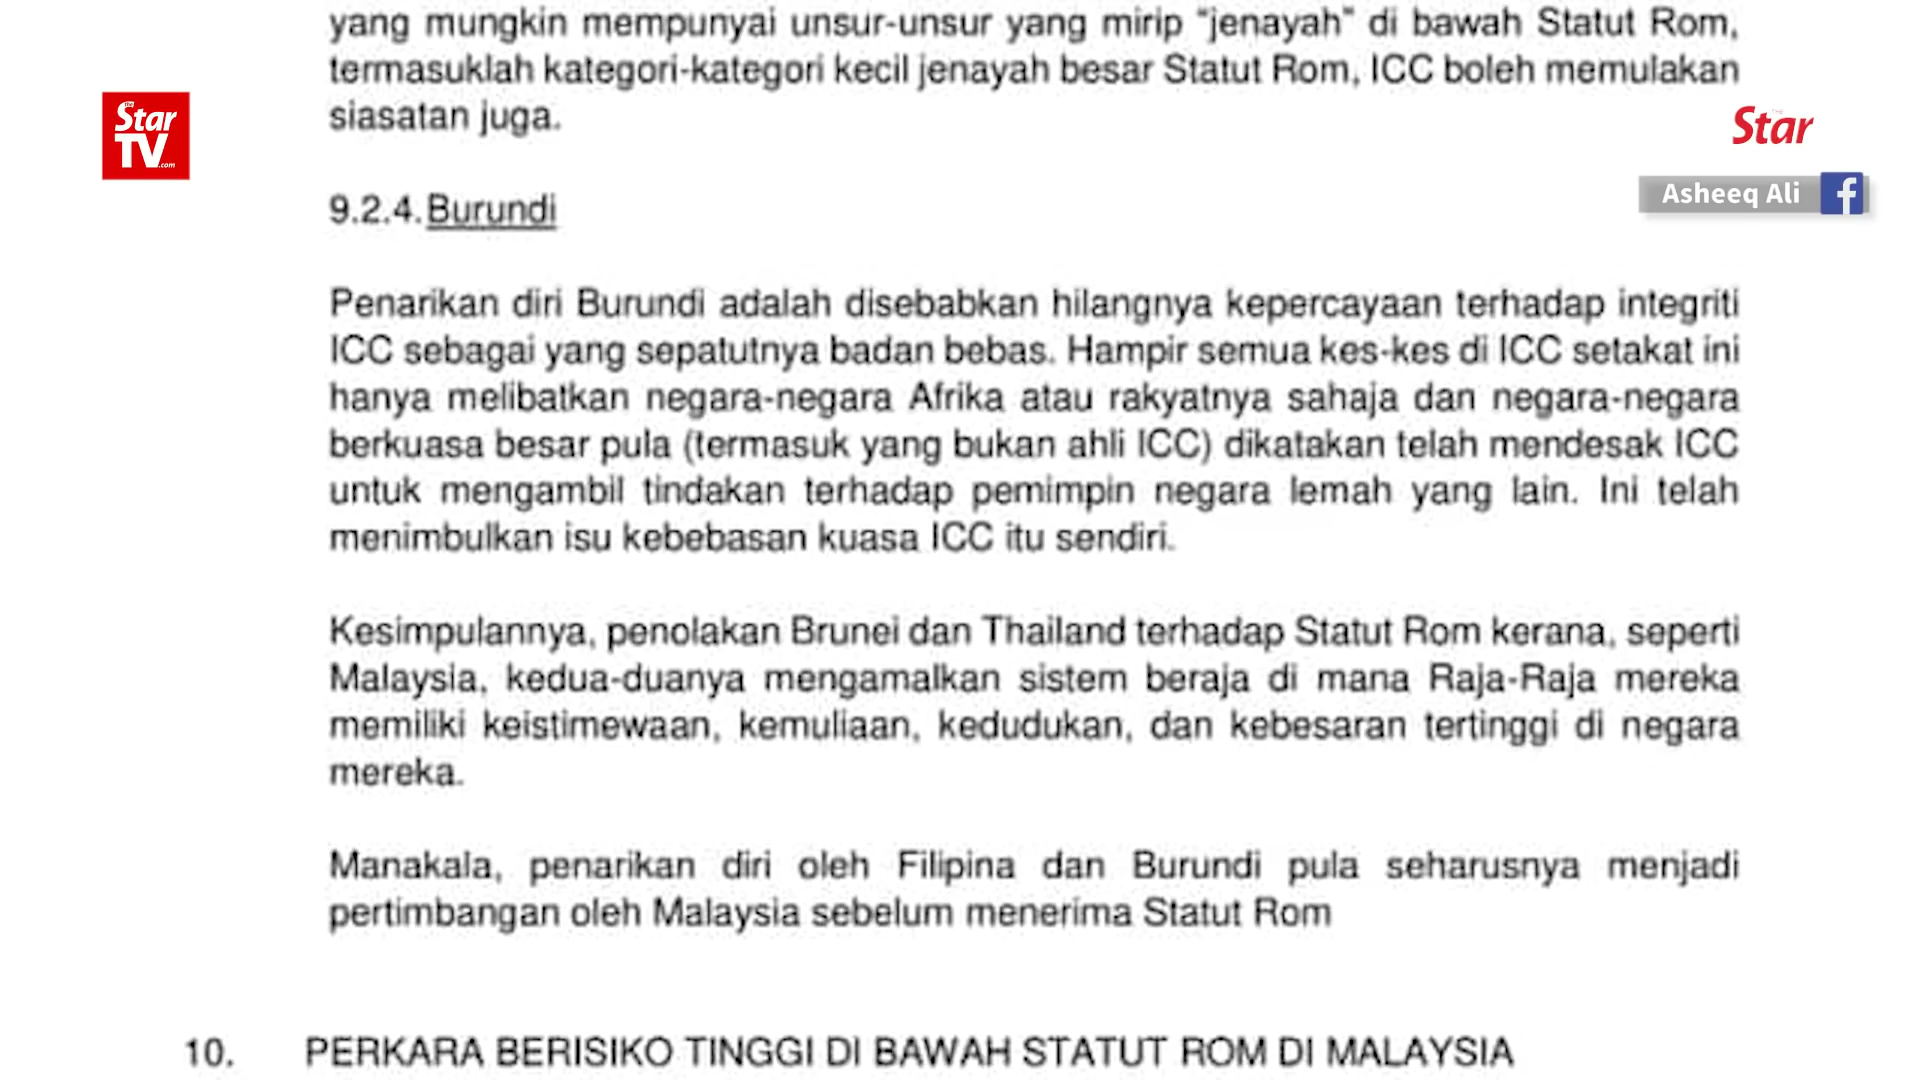 yang mungkin mempunyai unsur-unsur yang mirip “jenayah” di bawah Statut Rom,
termasuklah kategori-kategori kecil jenayah besar Statut Rom, ICC boleh memulakan
siasatan juga.
The
Star
TV
.com
Star
Asheeq Ali f
9.2.4. Burundi
Penarikan diri Burundi adalah disebabkan hilangnya kepercayaan terhadap integriti
ICC sebagai yang sepatutnya badan bebas. Hampir semua kes-kes di ICC setakat ini
hanya melibatkan negara-negara Afrika atau rakyatnya sahaja dan negara-negara
berkuasa besar pula (termasuk yang bukan ahli ICC) dikatakan telah mendesak ICC
untuk mengambil tindakan terhadap pemimpin negara lemah yang lain. Ini telah
menimbulkan isu kebebasan kuasa ICC itu sendiri.
Kesimpulannya, penolakan Brunei dan Thailand terhadap Statut Rom kerana, seperti
Malaysia, kedua-duanya mengamalkan sistem beraja di mana Raja-Raja mereka
memiliki keistimewaan, kemuliaan, kedudukan, dan kebesaran tertinggi di negara
mereka.
Manakala, penarikan diri oleh Filipina dan Burundi pula seharusnya menjadi
pertimbangan oleh Malaysia sebelum menerima Statut Rom
10. PERKARA BERISIKO TINGGI DI BAWAH STATUT ROM DI MALAYSIA